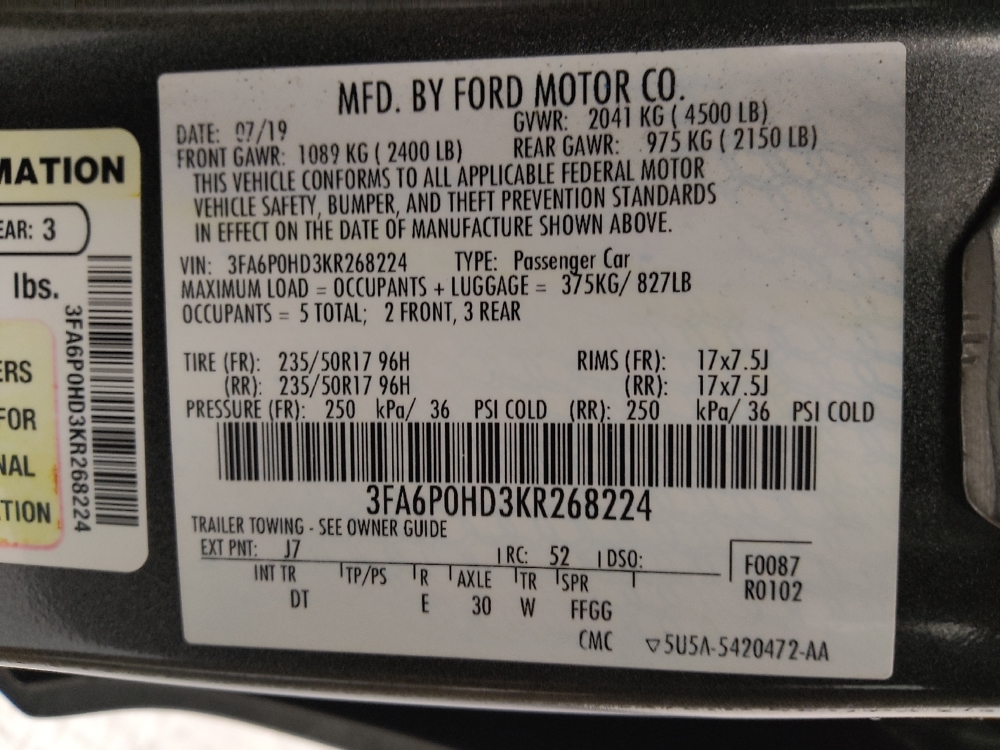 MATION
EAR: 3
lbs.
ERS
FOR
NAL
TION
3FA6P0HD3KR268224
MFD. BY FORD MOTOR CO.
DATE: 07/19 GVWR: 2041 KG ( 4500 LB)
FRONT GAWR: 1089 KG ( 2400 LB) REAR GAWR: 975 KG ( 2150 LB)
THIS VEHICLE CONFORMS TO ALL APPLICABLE FEDERAL MOTOR
VEHICLE SAFETY, BUMPER, AND THEFT PREVENTION STANDARDS
IN EFFECT ON THE DATE OF MANUFACTURE SHOWN ABOVE.
VIN: 3FA6P0HD3KR268224 TYPE: Passenger Car
MAXIMUM LOAD = OCCUPANTS + LUGGAGE = 375KG/ 827LB
OCCUPANTS = 5 TOTAL; 2 FRONT, 3 REAR
TIRE (FR): 235/50R17 96H RIMS (FR): 17x7.5J
(RR): 235/50R17 96H (RR): 17x7.5J
PRESSURE (FR): 250 kPa/ 36 PSI COLD (RR): 250 kPa/ 36 PSI COLD
3FA6P0HD3KR268224
TRAILER TOWING - SEE OWNER GUIDE
EXT PNT: J7 RC: 52 DSO: F0087
R0102
INT TR TP/PS R AXLE TR SPR
DT E 30 W FFGG
CMC ▽5U5A-5420472-AA